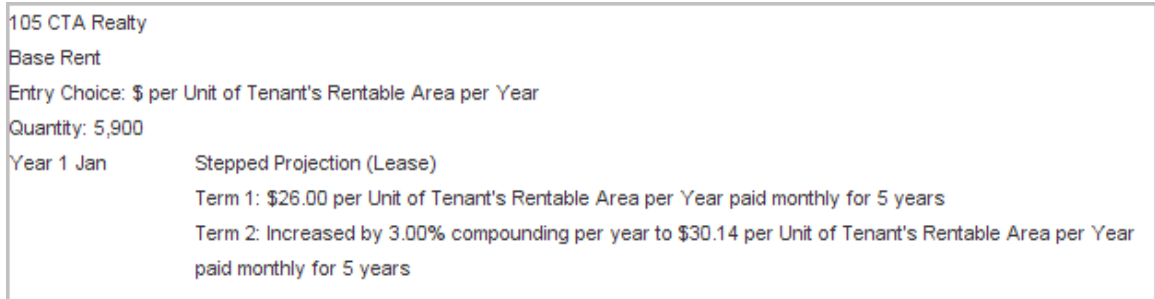 105 CTA Realty
Base Rent
Entry Choice: $ per Unit of Tenant's Rentable Area per Year
Quantity: 5,900
Year 1 Jan Stepped Projection (Lease)
Term 1: $26.00 per Unit of Tenant's Rentable Area per Year paid monthly for 5 years
Term 2: Increased by 3.00% compounding per year to $30.14 per Unit of Tenant's Rentable Area per Year
paid monthly for 5 years